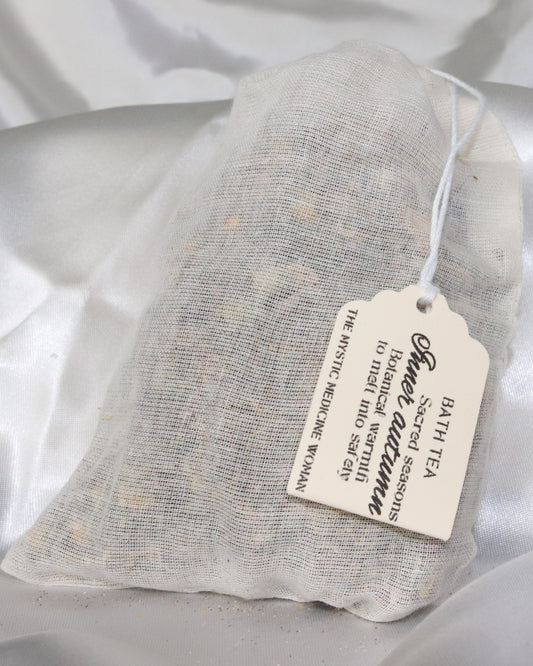 BATH TEA
Sacred seasons
Inner autumn
Botanical warmth
to melt into safety
THE MYSTIC MEDICINE WOMAN